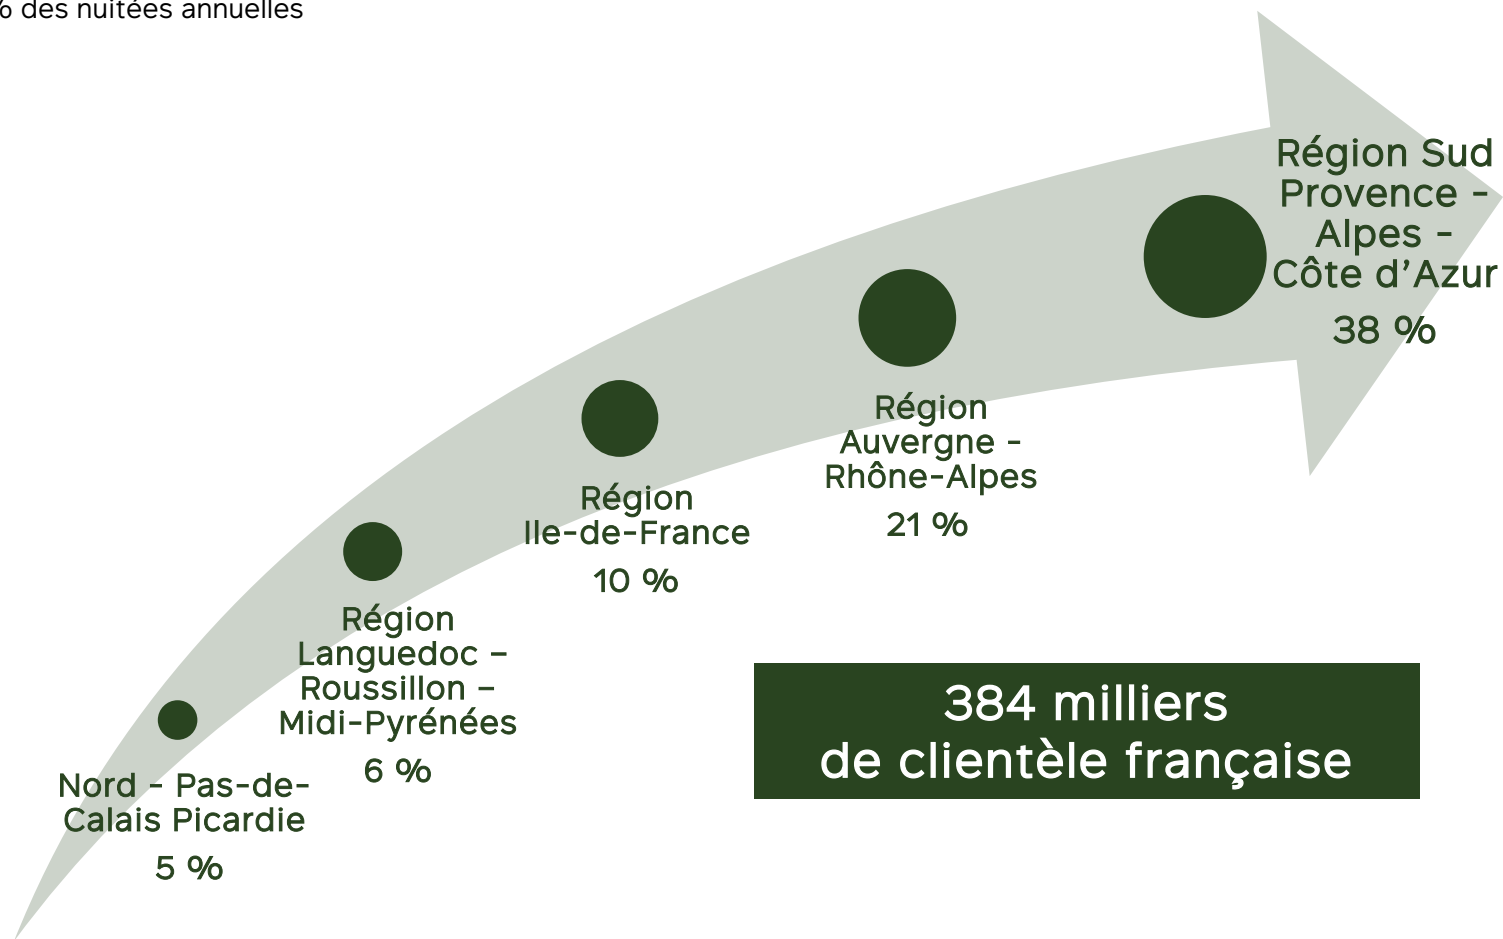 % des nuitées annuelles
Région Sud
Provence -
Alpes -
Côte d'Azur
38 %
Région
Auvergne -
Rhône-Alpes
21 %
Région
Ile-de-France
10 %
Région
Languedoc –
Roussillon –
Midi-Pyrénées
6 %
Nord - Pas-de-
Calais Picardie
5 %
384 milliers
de clientèle française